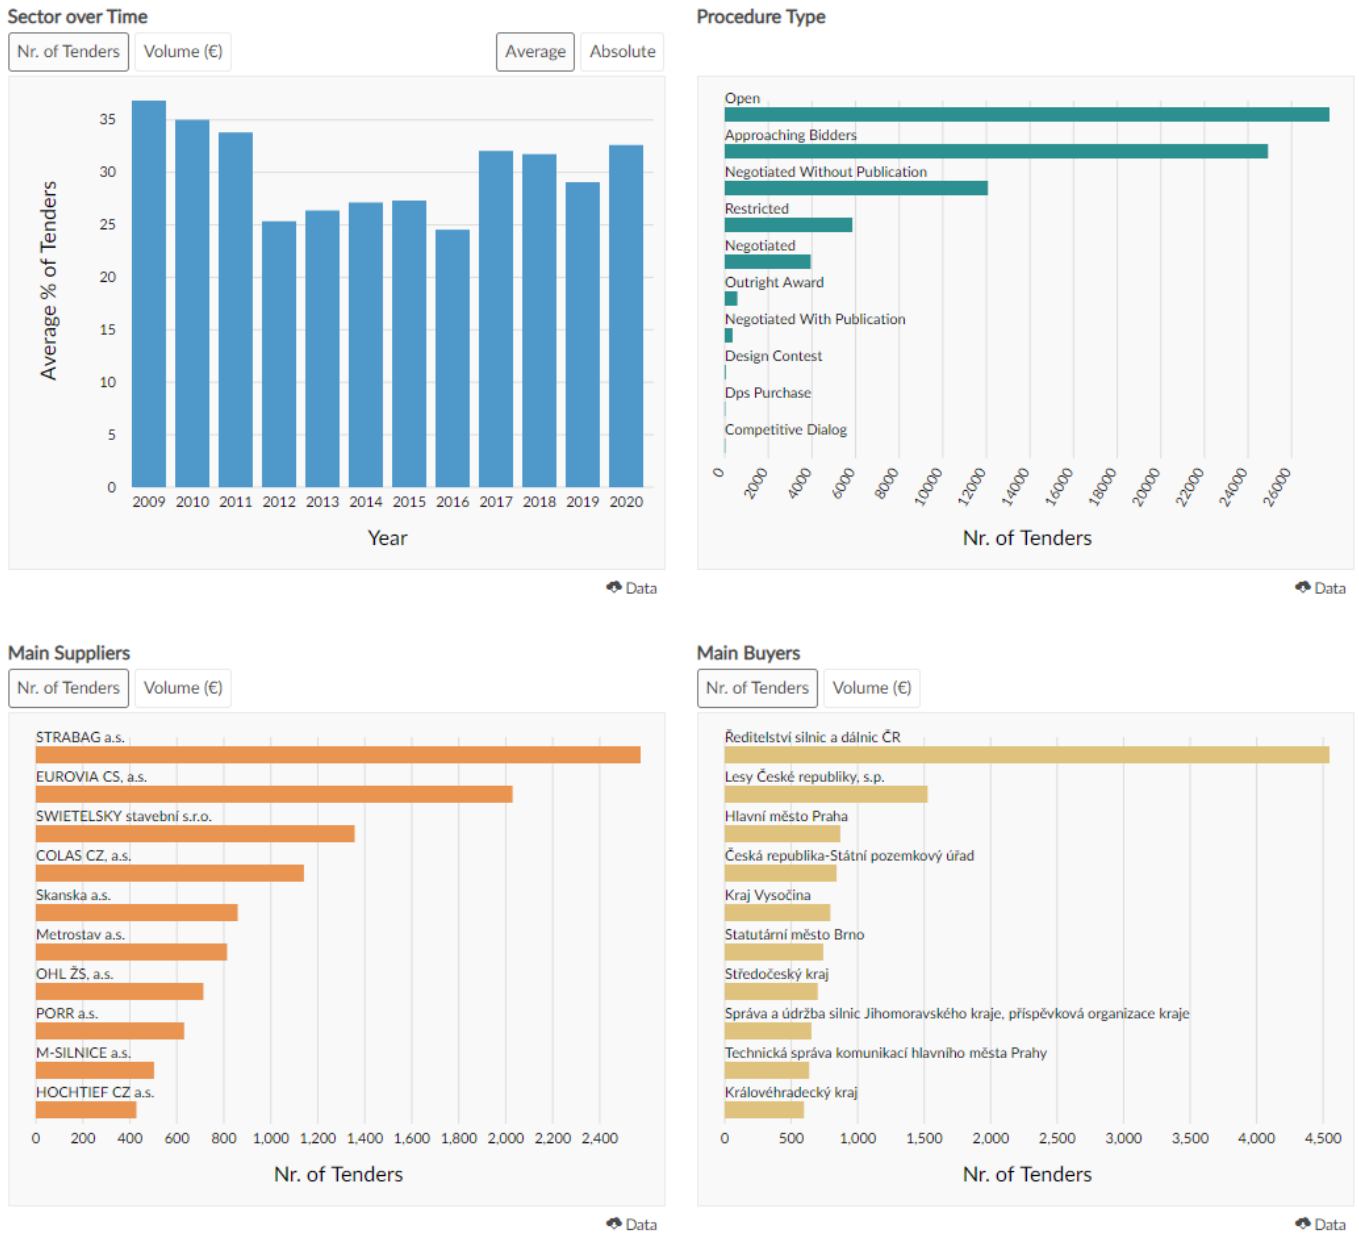 Sector over Time
Nr. of Tenders
Volume (€)
Average
Absolute
Average % of Tenders
35
30
25
20
15
10
5
0
2009 2010 2011 2012 2013 2014 2015 2016 2017 2018 2019 2020
Year
Data
Procedure Type
Open
Approaching Bidders
Negotiated Without Publication
Restricted
Negotiated
Outright Award
Negotiated With Publication
Design Contest
Dps Purchase
Competitive Dialog
0 2000 4000 6000 8000 10000 12000 14000 16000 18000 20000 22000 24000 26000
Nr. of Tenders
Data
Main Suppliers
Nr. of Tenders
Volume (€)
STRABAG a.s.
EUROVIA CS, a.s.
SWIETELSKY stavební s.r.o.
COLAS CZ, a.s.
Skanska a.s.
Metrostav a.s.
OHL ŽS, a.s.
PORR a.s.
M-SILNICE a.s.
HOCHTIEF CZ a.s.
0 200 400 600 800 1,000 1,200 1,400 1,600 1,800 2,000 2,200 2,400
Nr. of Tenders
Data
Main Buyers
Nr. of Tenders
Volume (€)
Ředitelství silnic a dálnic ČR
Lesy České republiky, s.p.
Hlavní město Praha
Česká republika-Státní pozemkový úřad
Kraj Vysočina
Statutární město Brno
Středočeský kraj
Správa a údržba silnic Jihomoravského kraje, příspěvková organizace kraje
Technická správa komunikací hlavního města Prahy
Královéhradecký kraj
0 500 1,000 1,500 2,000 2,500 3,000 3,500 4,000 4,500
Nr. of Tenders
Data